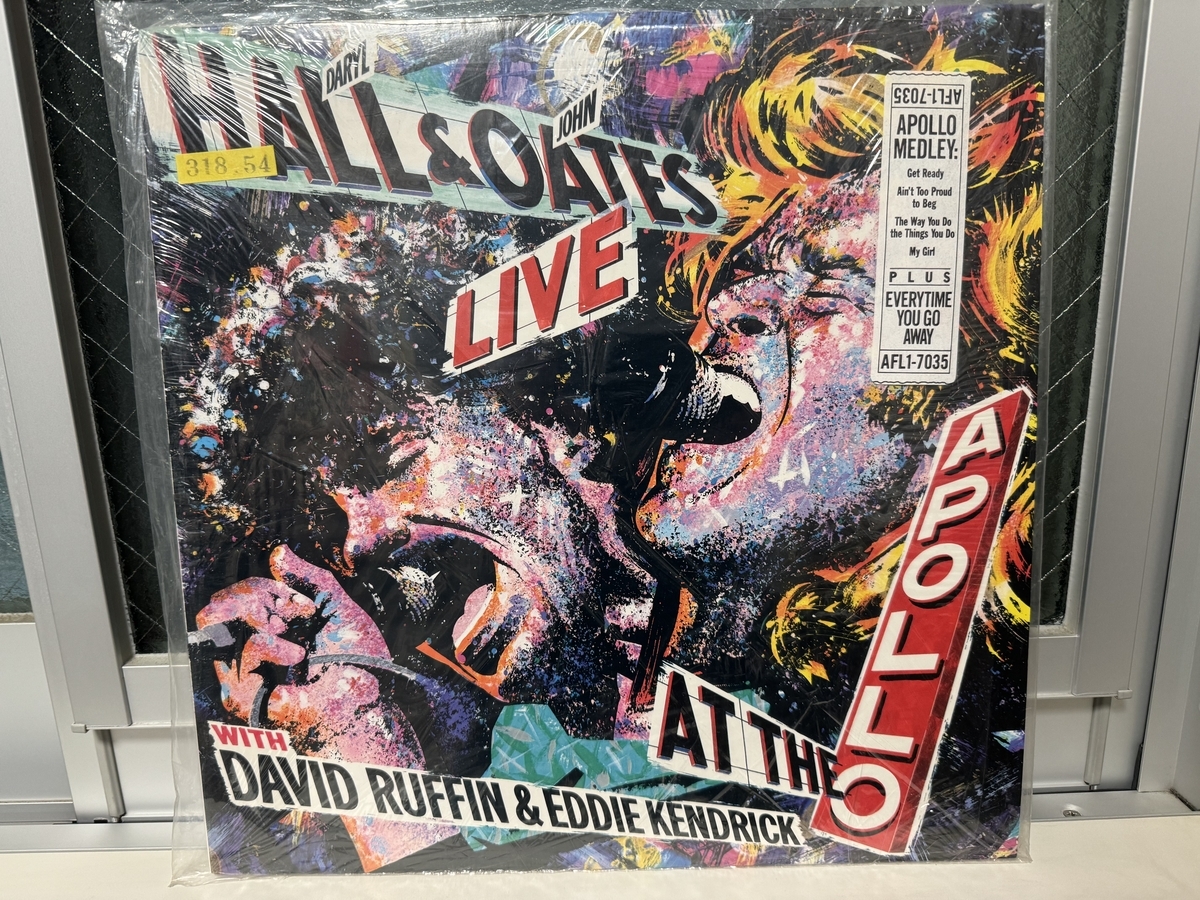 DARYL
JOHN
HALL & OATES
318.54
LIVE
AT THE
APOLLO
WITH
DAVID RUFFIN & EDDIE KENDRICK
AFL1-7035
APOLLO
MEDLEY:
Get Ready
Ain't Too Proud
to Beg
The Way You Do
the Things You Do
My Girl
PLUS
EVERYTIME
YOU GO
AWAY
AFL1-7035